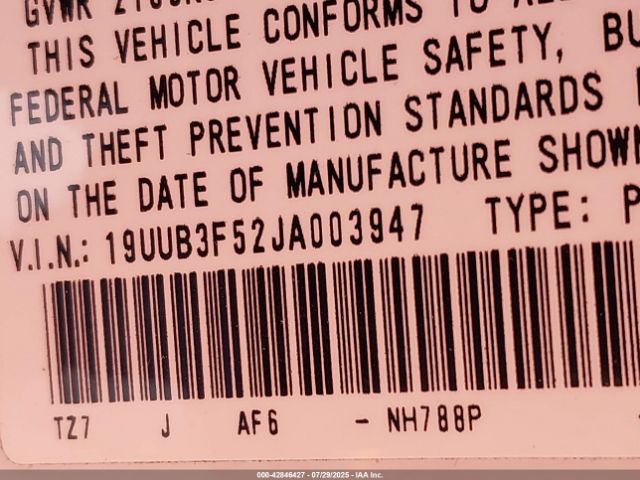 GVWR
THIS VEHICLE CONFORMS TO
FEDERAL MOTOR VEHICLE SAFETY,
AND THEFT PREVENTION STANDARDS
ON THE DATE OF MANUFACTURE SHOWN
V.I.N.: 19UUB3F52JA003947 TYPE: P
TZ7 J AF6 - NH788P
000-42846427 - 07/29/2025 - IAA Inc.